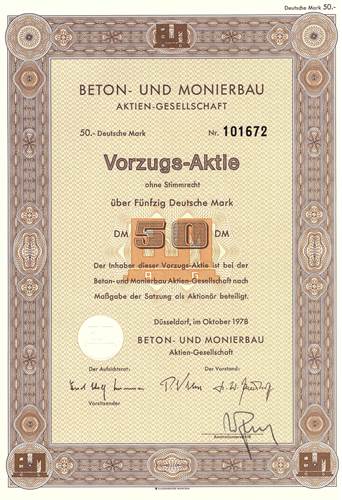 Deutsche Mark 50.-
BETON- UND MONIERBAU
AKTIEN-GESELLSCHAFT
50.- Deutsche Mark Nr. 101672
Vorzugs-Aktie
ohne Stimmrecht
über Fünfzig Deutsche Mark
DM 50 DM
Der Inhaber dieser Vorzugs-Aktie ist bei der
Beton- und Monierbau Aktien-Gesellschaft nach
Maßgabe der Satzung als Aktionär beteiligt.
Düsseldorf, im Oktober 1978
BETON- UND MONIERBAU
Aktien-Gesellschaft
Der Aufsichtsrat: Der Vorstand:
Vorsitzender